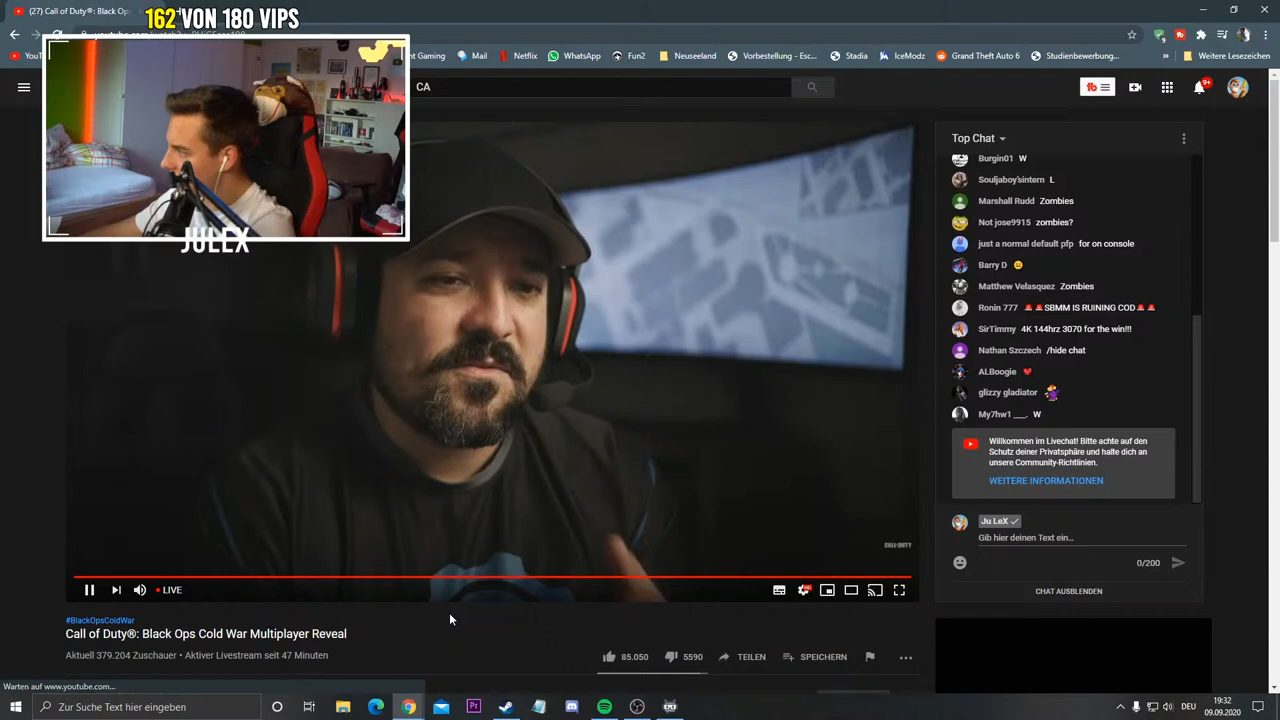 (27) Call of Duty®: Black Op
162 VON 180 VIPS
nt Gaming
Mail
Netflix
WhatsApp
Fun2
Neuseeland
Vorbestellung - Esco...
Stadia
IceModz
Grand Theft Auto 6
Studienbewerbung...
»
Weitere Lesezeichen
CA
9+
JULEX
Top Chat
Burgin01 W
Souljaboy'sintern L
Marshall Rudd Zombies
Not jose9915 zombies?
just a normal default pfp for on console
Barry D
Matthew Velasquez Zombies
Ronin 777 SBMM IS RUINING COD
SirTimmy 4K 144hrz 3070 for the win!!!
Nathan Szczech /hide chat
ALBoogie
glizzy gladiator
My7hw1 ___. W
Willkommen im Livechat! Bitte achte auf den
Schutz deiner Privatsphäre und halte dich an
unsere Community-Richtlinien.
WEITERE INFORMATIONEN
Ju LeX
Gib hier deinen Text ein...
0/200
CHAT AUSBLENDEN
CALL OF DUTY
LIVE
#BlackOpsColdWar
Call of Duty®: Black Ops Cold War Multiplayer Reveal
Aktuell 379.204 Zuschauer • Aktiver Livestream seit 47 Minuten
85.050
5590
TEILEN
SPEICHERN
Warten auf www.youtube.com...
Zur Suche Text hier eingeben
DEU
19:32
09.09.2020